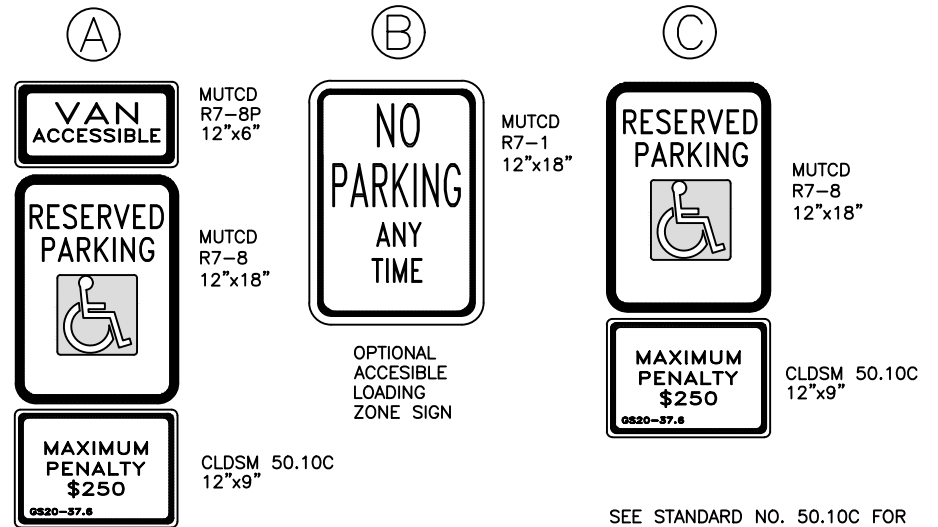 A
VAN
ACCESSIBLE
MUTCD
R7-8P
12"x6"
RESERVED
PARKING
MUTCD
R7-8
12"x18"
MAXIMUM
PENALTY
$250
GS20-37.6
CLDSM 50.10C
12"x9"
B
NO
PARKING
ANY
TIME
MUTCD
R7-1
12"x18"
OPTIONAL
ACCESIBLE
LOADING
ZONE SIGN
C
RESERVED
PARKING
MUTCD
R7-8
12"x18"
MAXIMUM
PENALTY
$250
GS20-37.6
CLDSM 50.10C
12"x9"
SEE STANDARD NO. 50.10C FOR